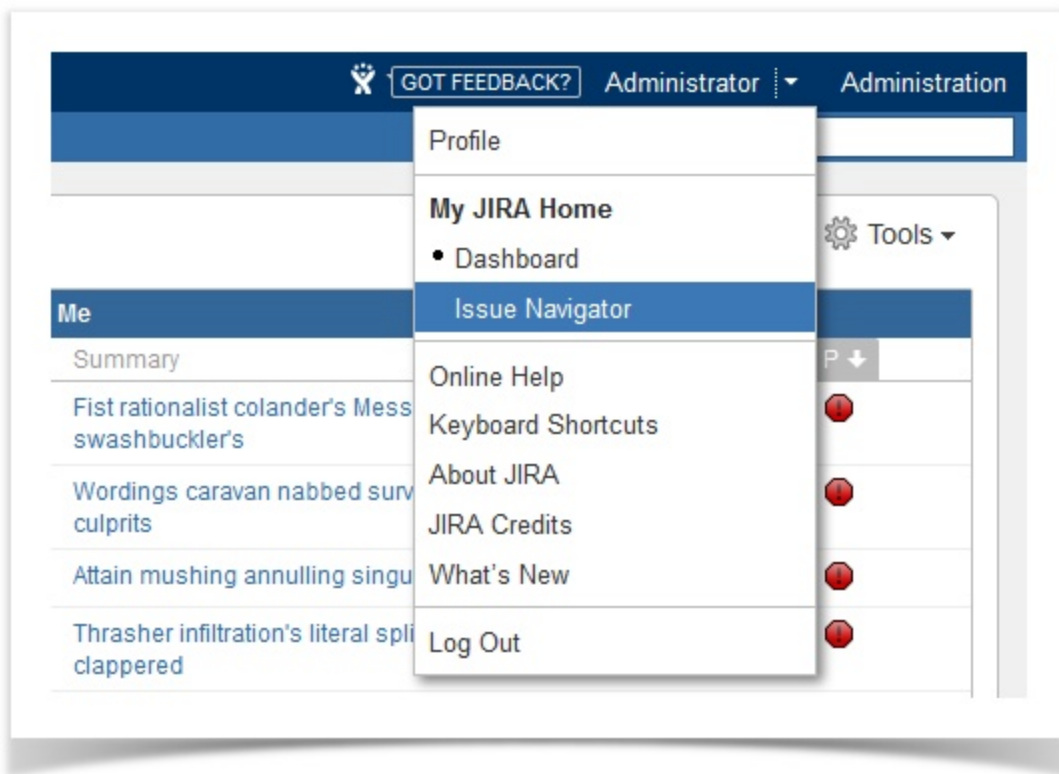 GOT FEEDBACK? Administrator Administration
Profile
My JIRA Home
• Dashboard
Issue Navigator
Online Help
Keyboard Shortcuts
About JIRA
JIRA Credits
What's New
Log Out
Tools
Me
Summary P
Fist rationalist colander's Mess
swashbuckler's
Wordings caravan nabbed surv
culprits
Attain mushing annulling singu
Thrasher infiltration's literal spli
clappered